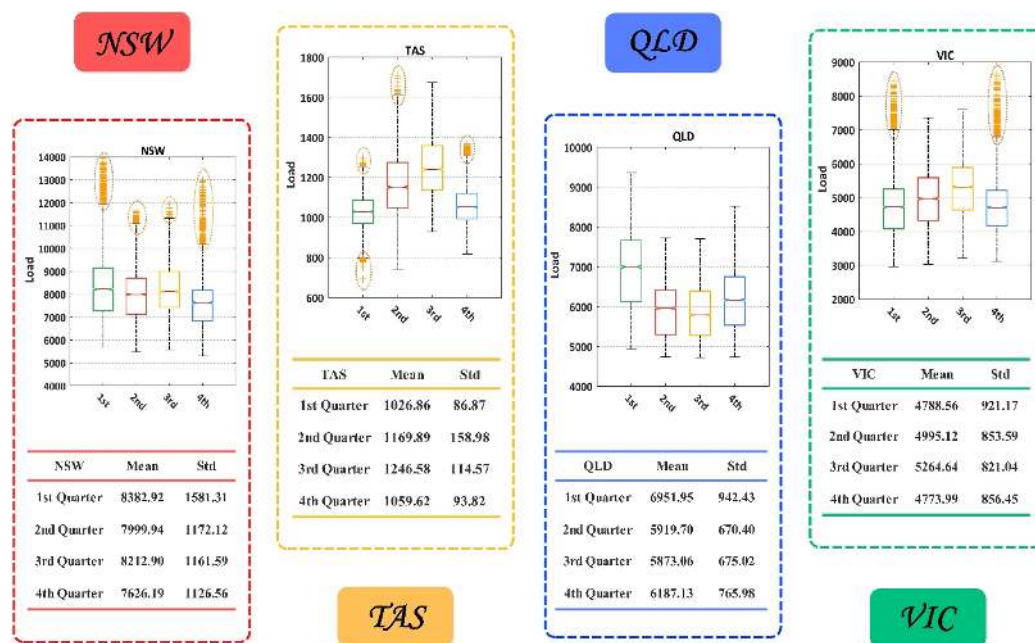 NSW
NSW
Load
14000
13000
12000
11000
10000
9000
8000
7000
6000
5000
4000
1st 2nd 3rd 4th
NSW Mean Std
1st Quarter 8382.92 1581.31
2nd Quarter 7999.94 1172.12
3rd Quarter 8212.90 1161.59
4th Quarter 7626.19 1126.56
TAS
Load
1800
1600
1400
1200
1000
800
600
1st 2nd 3rd 4th
TAS Mean Std
1st Quarter 1026.86 86.87
2nd Quarter 1169.89 158.98
3rd Quarter 1246.58 114.57
4th Quarter 1059.62 93.82
TAS
QLD
QLD
Load
10000
9000
8000
7000
6000
5000
4000
1st 2nd 3rd 4th
QLD Mean Std
1st Quarter 6951.95 942.43
2nd Quarter 5919.70 670.40
3rd Quarter 5873.06 675.02
4th Quarter 6187.13 765.98
VIC
Load
9000
8000
7000
6000
5000
4000
3000
2000
1st 2nd 3rd 4th
VIC Mean Std
1st Quarter 4788.56 921.17
2nd Quarter 4995.12 853.59
3rd Quarter 5264.64 821.04
4th Quarter 4773.99 856.45
VIC